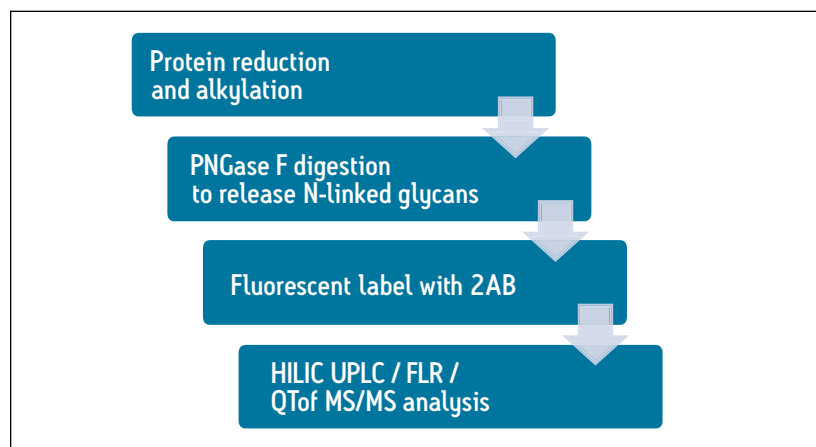 Protein reduction
and alkylation
PNGase F digestion
to release N-linked glycans
Fluorescent label with 2AB
HILIC UPLC / FLR /
QTof MS/MS analysis